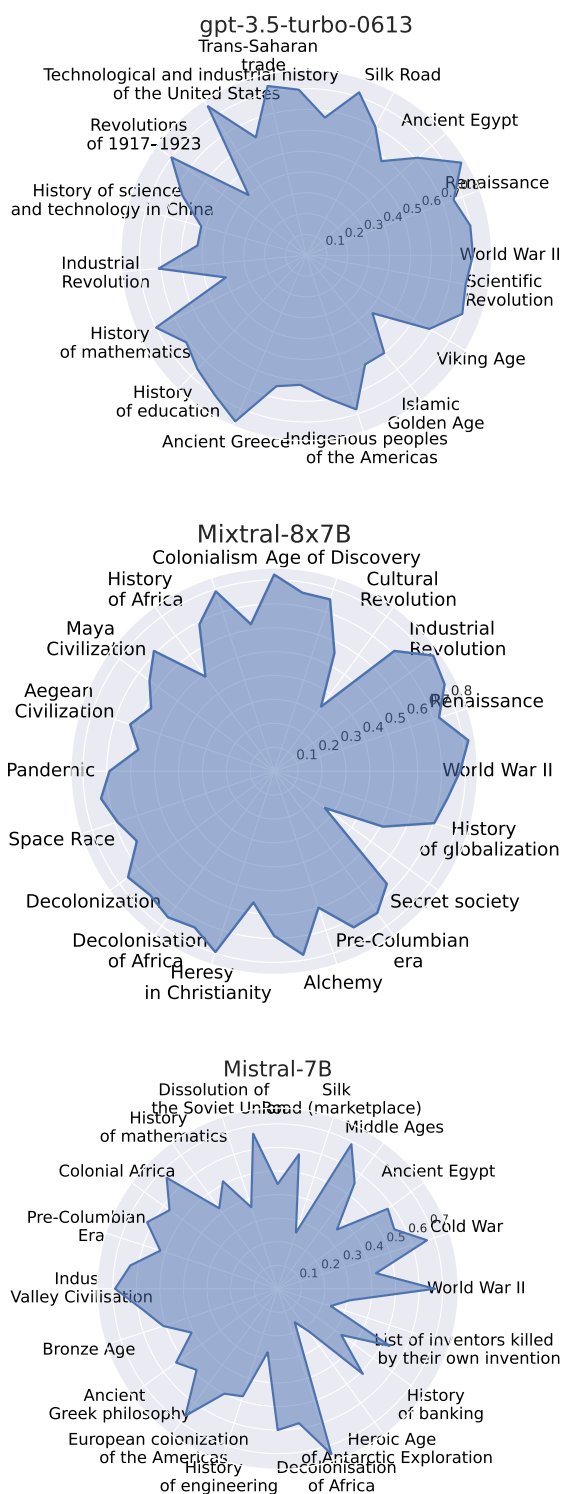 gpt-3.5-turbo-0613
Trans-Saharan
trade
Technological and industrial history
of the United States
Silk Road
Ancient Egypt
Revolutions
of 1917–1923
Renaissance
History of science
and technology in China
0.1
0.2
0.3
0.4
0.5
0.6
0.7
0.8
World War II
Industrial
Revolution
Scientific
Revolution
History
of mathematics
Viking Age
History
of education
Islamic
Golden Age
Ancient Greece
Indigenous peoples
of the Americas
Mixtral-8x7B
Colonialism
Age of Discovery
History
of Africa
Cultural
Revolution
Maya
Civilization
Industrial
Revolution
Aegean
Civilization
Renaissance
0.1
0.2
0.3
0.4
0.5
0.6
0.7
0.8
Pandemic
World War II
Space Race
History
of globalization
Decolonization
Secret society
Decolonisation
of Africa
Pre-Columbian
era
Heresy
in Christianity
Alchemy
Mistral-7B
Dissolution of
the Soviet Union
Silk
Road (marketplace)
History
of mathematics
Middle Ages
Colonial Africa
Ancient Egypt
Pre-Columbian
Era
Cold War
0.1
0.2
0.3
0.4
0.5
0.6
0.7
Indus
Valley Civilisation
World War II
Bronze Age
List of inventors killed
by their own invention
Ancient
Greek philosophy
History
of banking
European colonization
of the Americas
Heroic Age
of Antarctic Exploration
History
of engineering
Decolonisation
of Africa